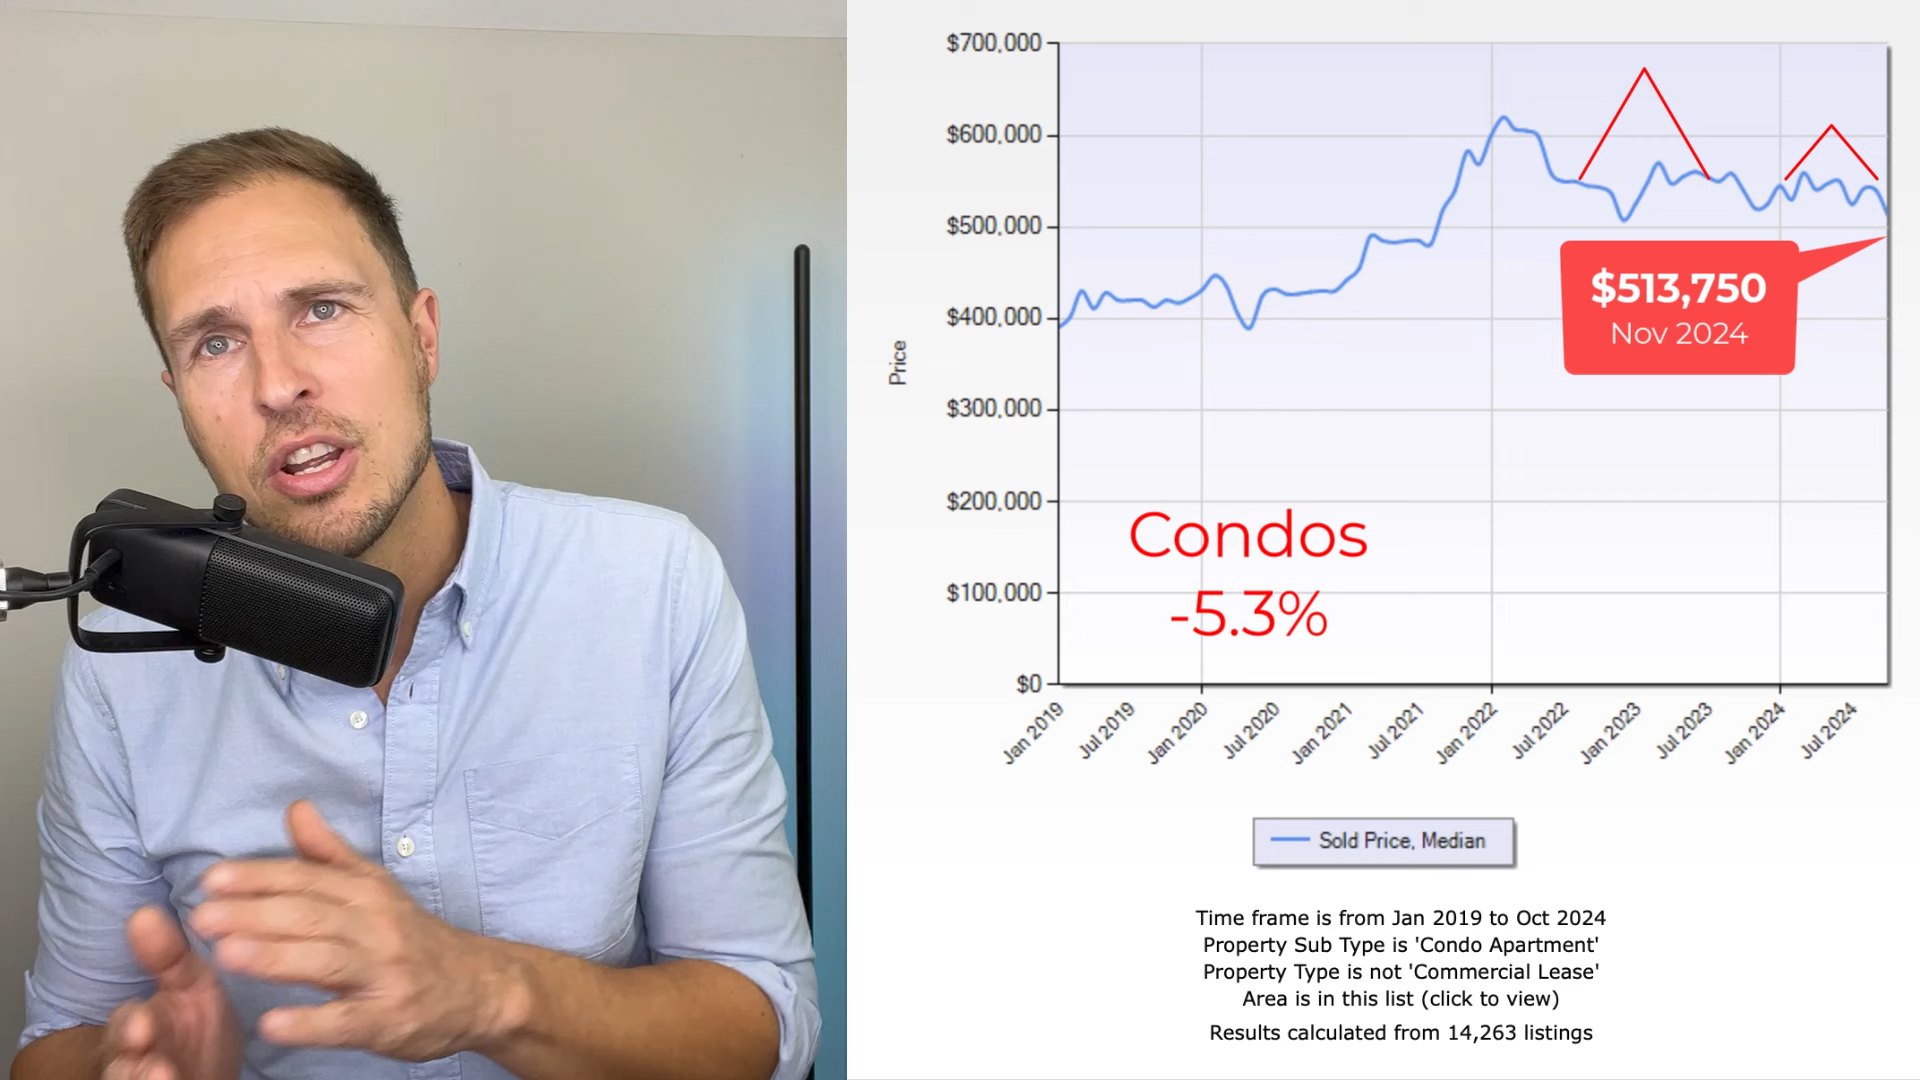 $700,000
$600,000
$500,000
$400,000
$300,000
$200,000
$100,000
$0
Price
$513,750
Nov 2024
Condos
-5.3%
Jan 2019
Jul 2019
Jan 2020
Jul 2020
Jan 2021
Jul 2021
Jan 2022
Jul 2022
Jan 2023
Jul 2023
Jan 2024
Jul 2024
Sold Price, Median
Time frame is from Jan 2019 to Oct 2024
Property Sub Type is 'Condo Apartment'
Property Type is not 'Commercial Lease'
Area is in this list (click to view)
Results calculated from 14,263 listings